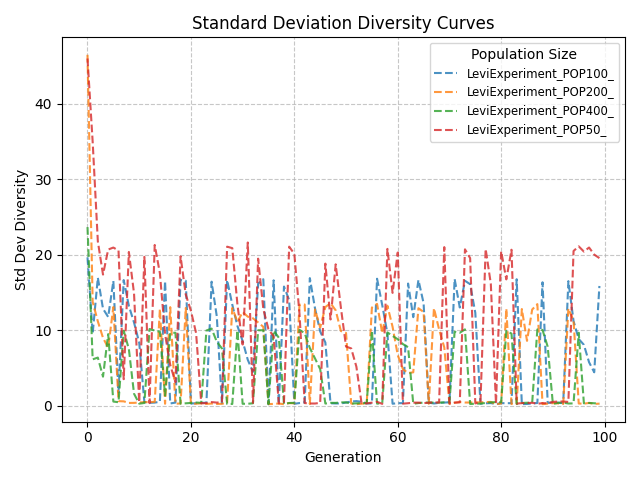 Standard Deviation Diversity Curves
Population Size
LeviExperiment_POP100_
LeviExperiment_POP200_
LeviExperiment_POP400_
LeviExperiment_POP50_
Std Dev Diversity
40
30
20
10
0
0 20 40 60 80 100
Generation